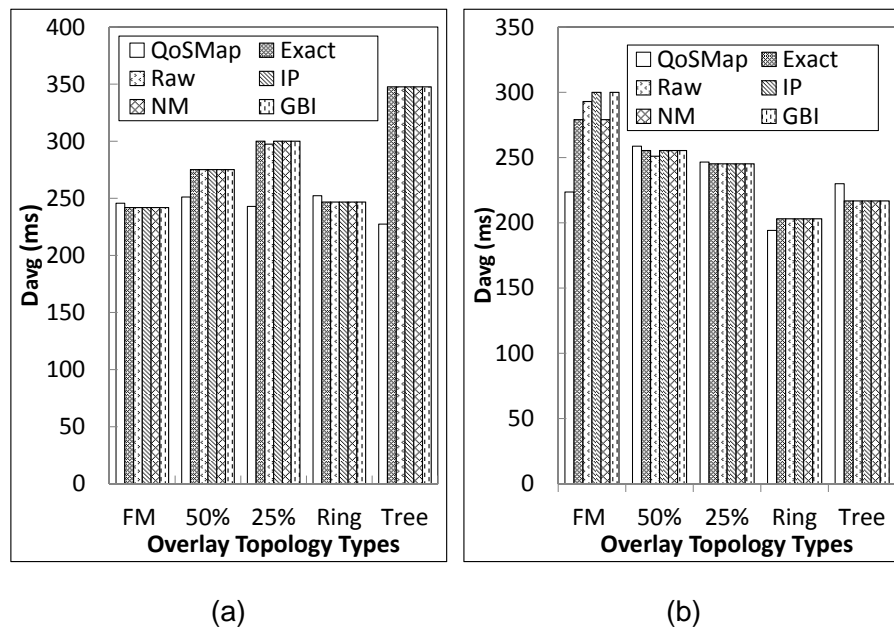 400
350
300
250
200
150
100
50
0
Davg (ms)
QoSMap Exact
Raw IP
NM GBI
FM 50% 25% Ring Tree
Overlay Topology Types
(a)
350
300
250
200
150
100
50
0
Davg (ms)
QoSMap Exact
Raw IP
NM GBI
FM 50% 25% Ring Tree
Overlay Topology Types
(b)